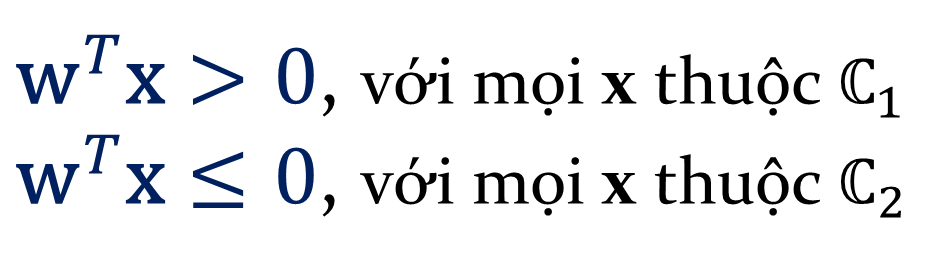 wᵀx > 0, với mọi x thuộc ℂ₁
wᵀx ≤ 0, với mọi x thuộc ℂ₂